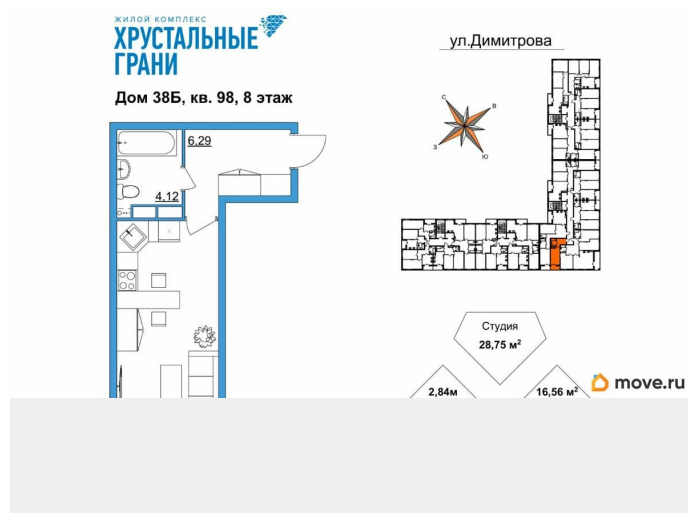 ЖИЛОЙ КОМПЛЕКС
ХРУСТАЛЬНЫЕ
ГРАНИ
Дом 38Б, кв. 98, 8 этаж
ул.Димитрова
С
В
З
Ю
6,29
4,12
Студия
28,75 м²
2,84м
16,56 м²
move.ru